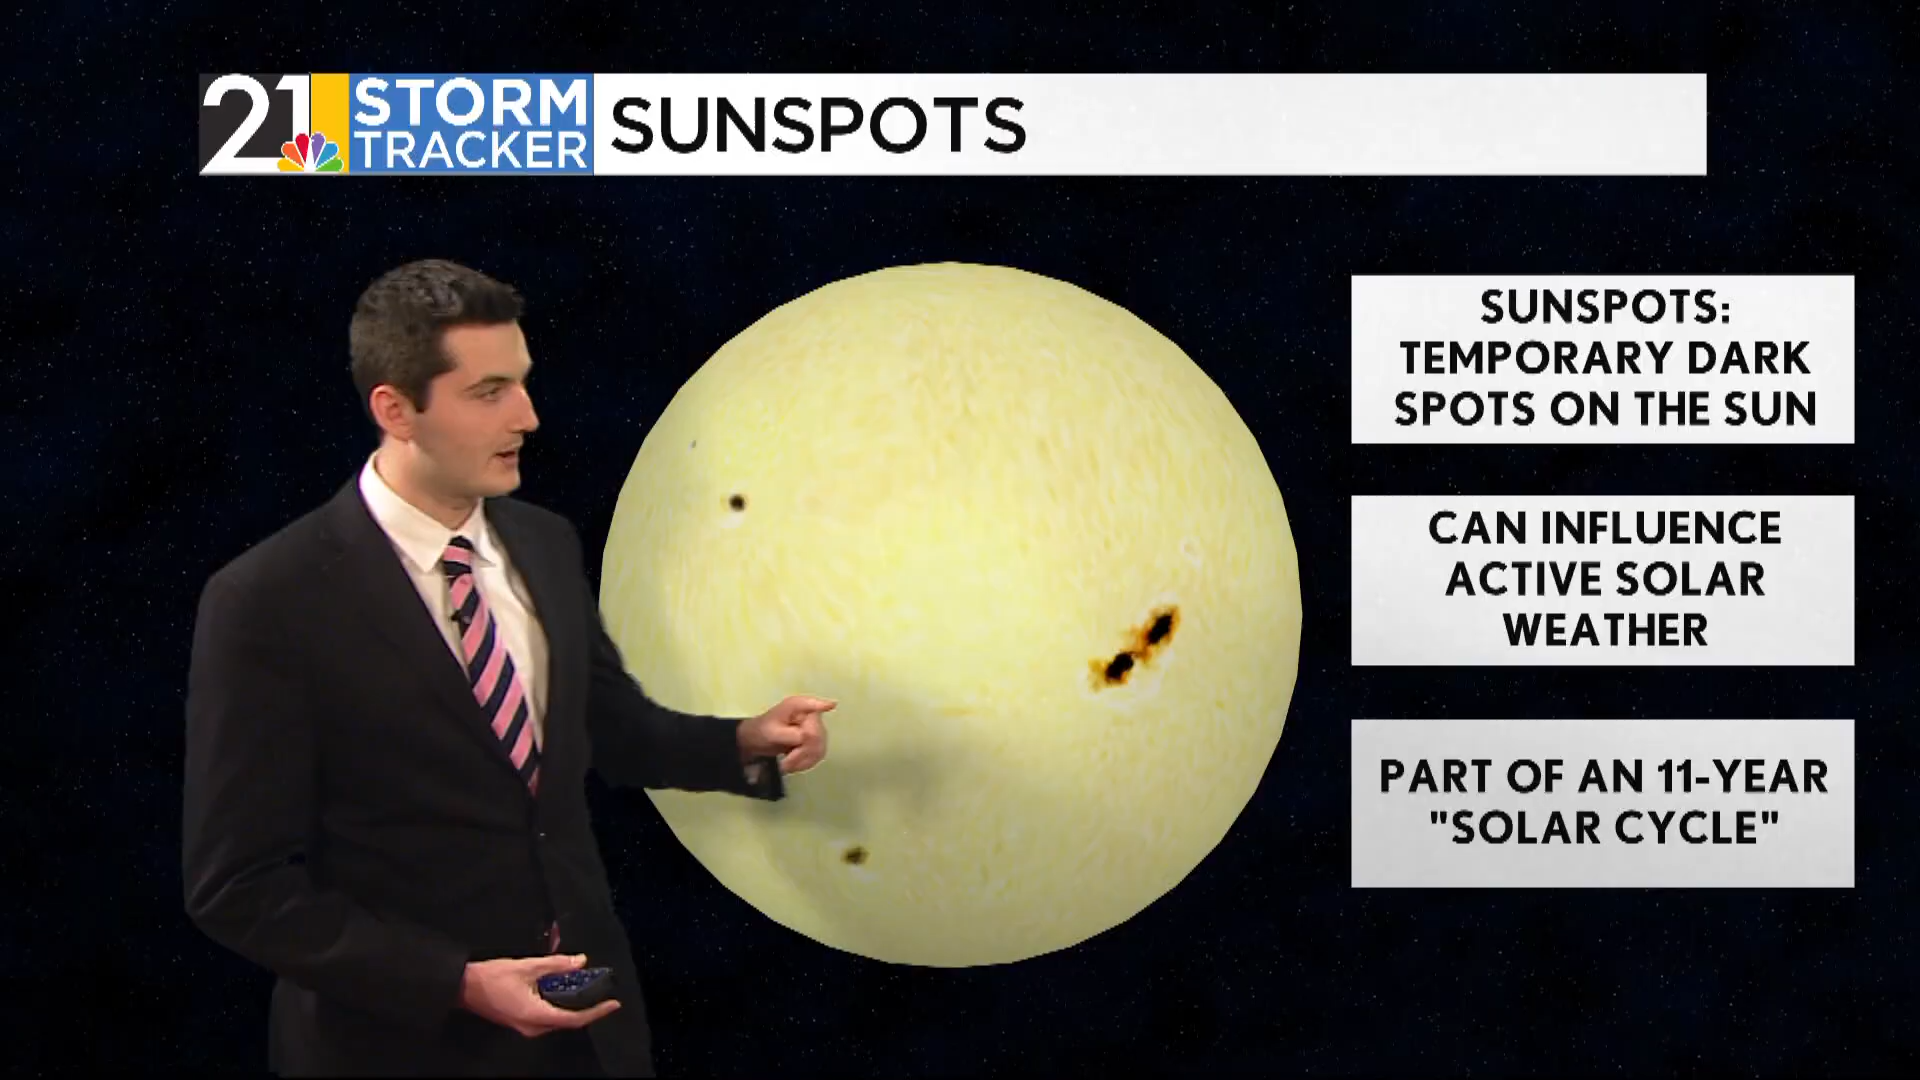 21 STORM TRACKER SUNSPOTS
SUNSPOTS:
TEMPORARY DARK
SPOTS ON THE SUN
CAN INFLUENCE
ACTIVE SOLAR
WEATHER
PART OF AN 11-YEAR
"SOLAR CYCLE"